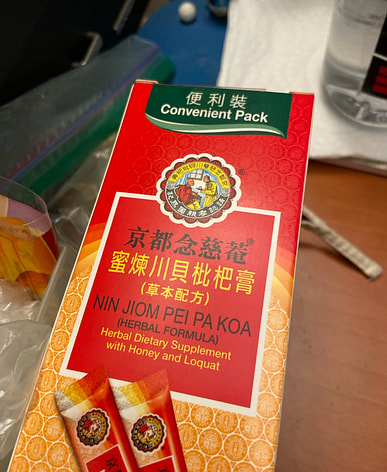 便利裝
Convenient Pack
京都念慈菴®
蜜煉川貝枇杷膏
(草本配方)
NIN JIOM PEI PA KOA
(HERBAL FORMULA)
Herbal Dietary Supplement
with Honey and Loquat